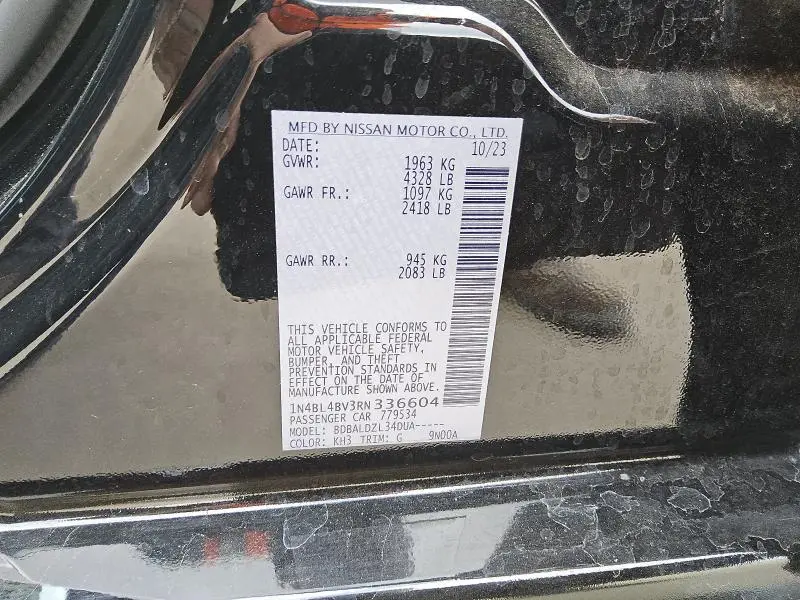 MFD BY NISSAN MOTOR CO., LTD.
DATE: 10/23
GVWR: 1963 KG
4328 LB
GAWR FR.: 1097 KG
2418 LB
GAWR RR.: 945 KG
2083 LB
THIS VEHICLE CONFORMS TO
ALL APPLICABLE FEDERAL
MOTOR VEHICLE SAFETY,
BUMPER, AND THEFT
PREVENTION STANDARDS IN
EFFECT ON THE DATE OF
MANUFACTURE SHOWN ABOVE.
1N4BL4BV3RN336604
PASSENGER CAR 779534
MODEL: BDBALDZL34DUA-----
COLOR: KH3 TRIM: G 9N00A